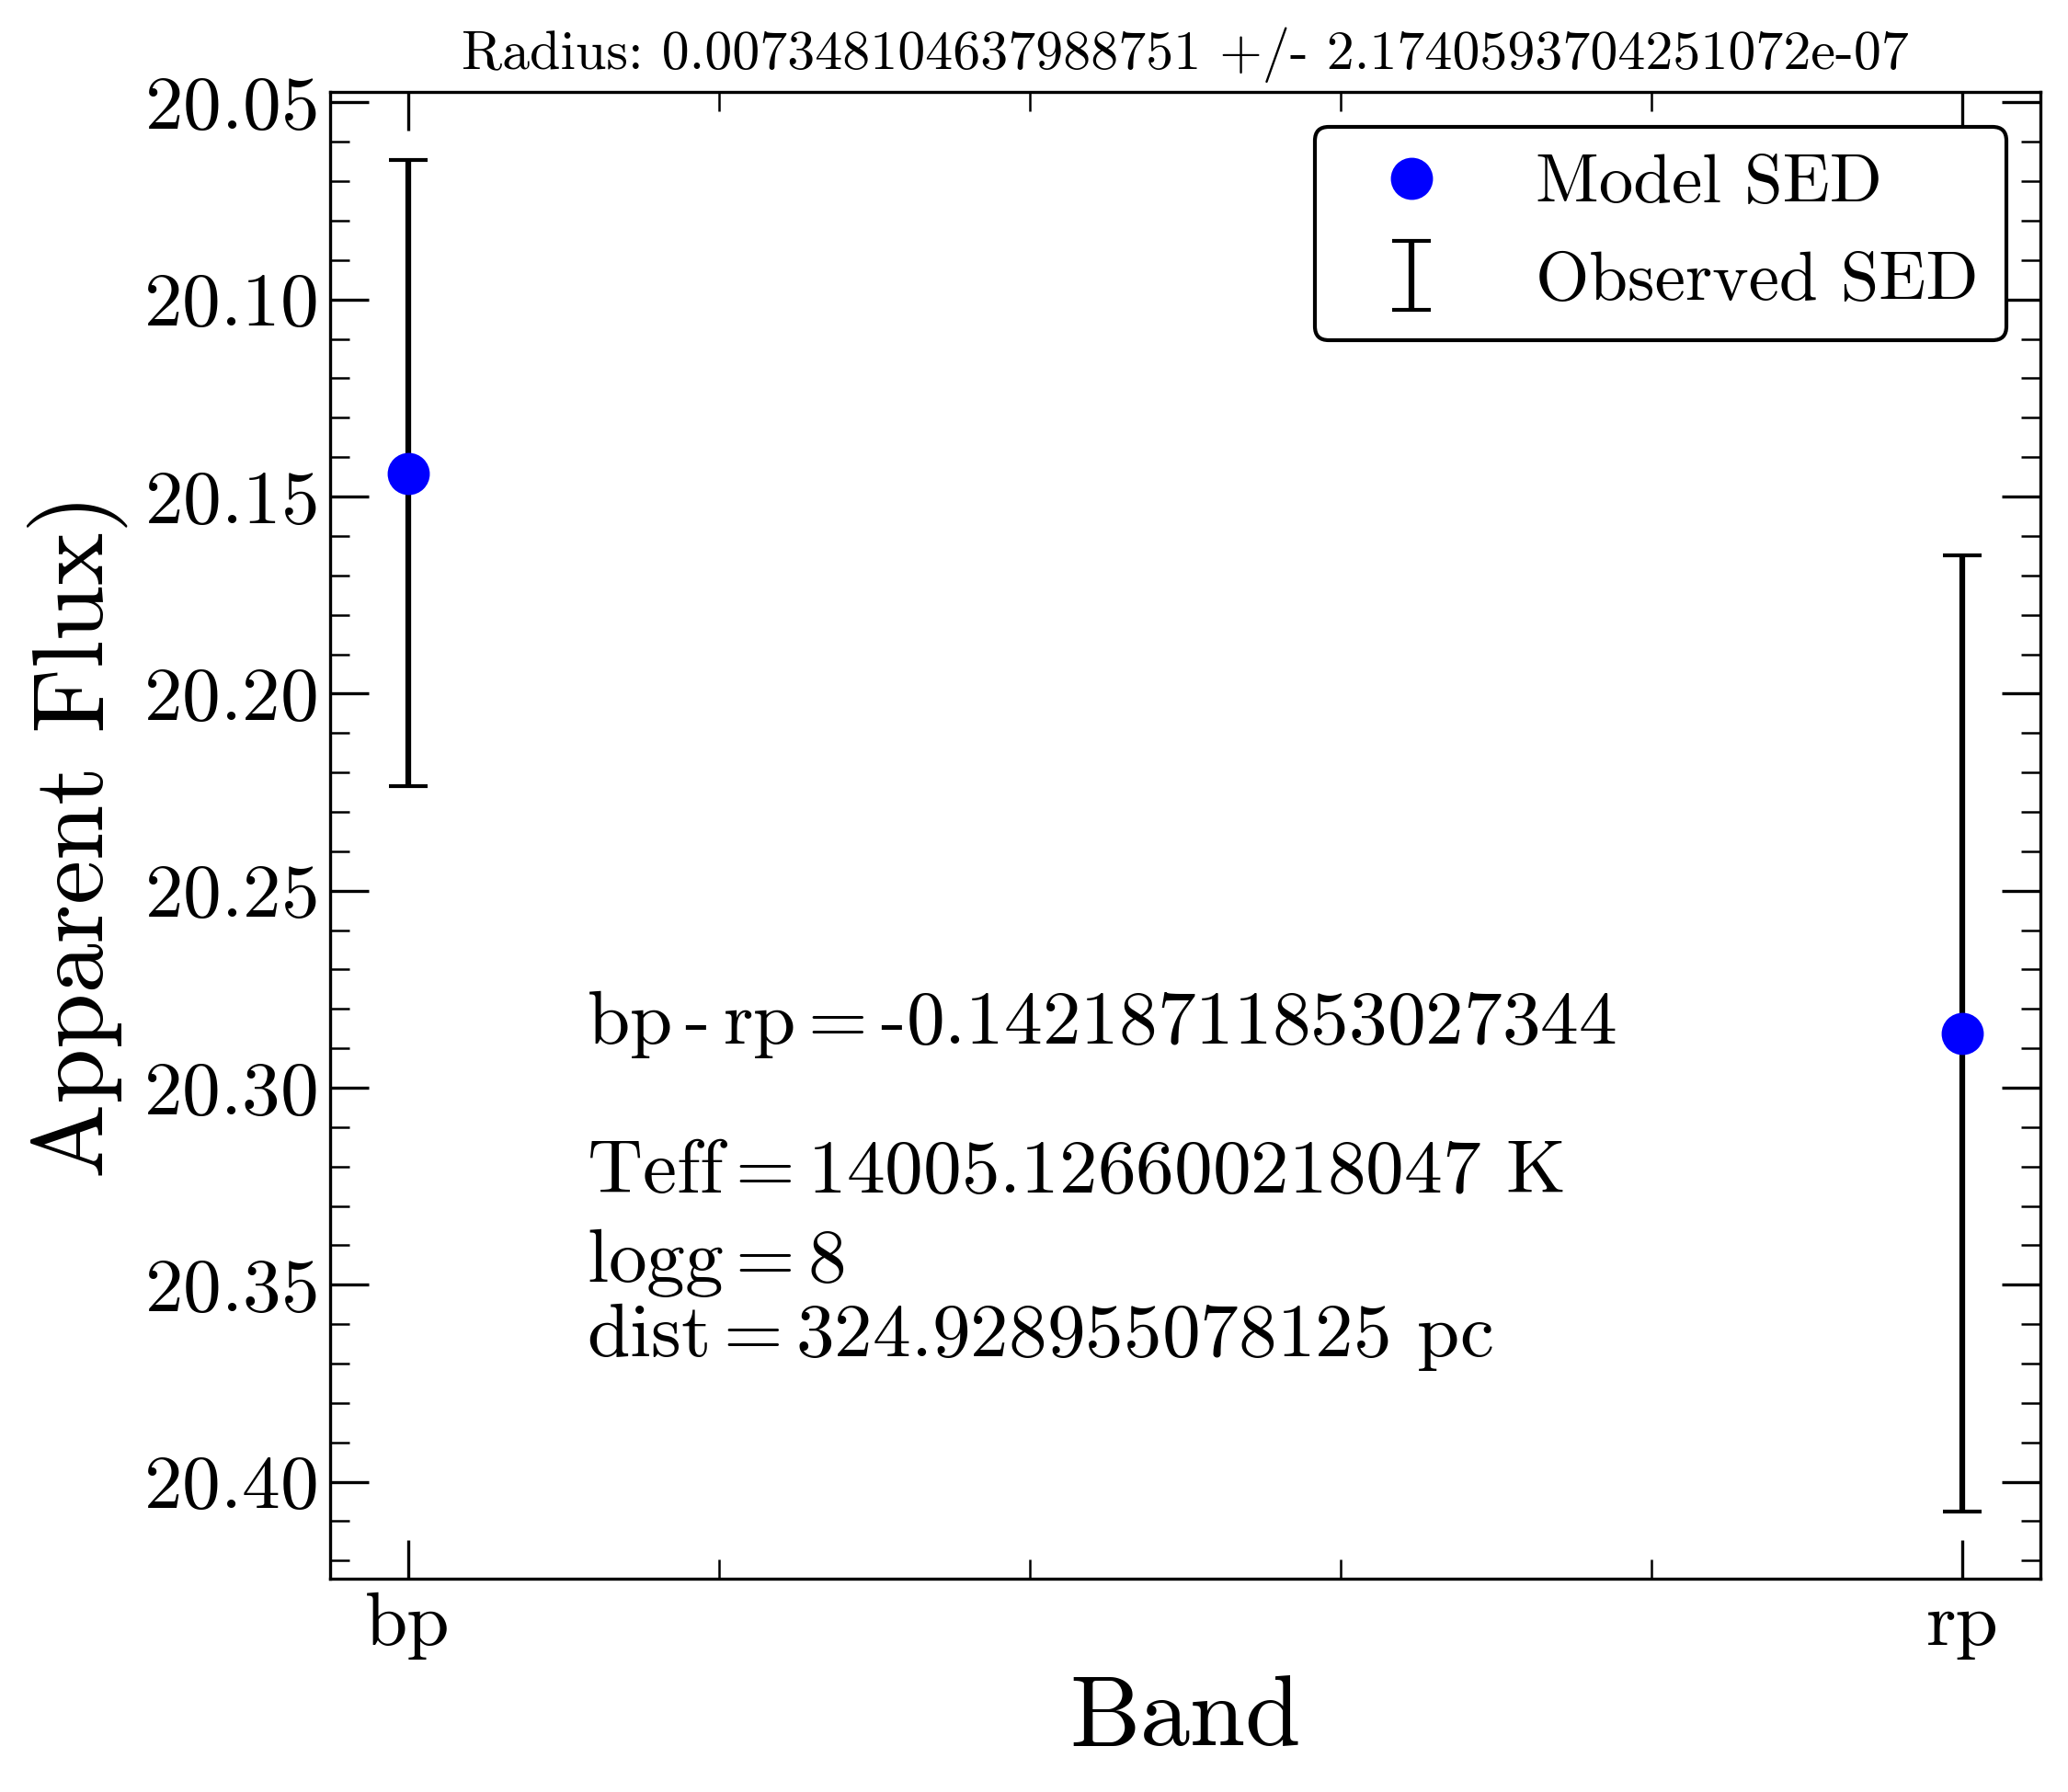 Radius: 0.007348104637988751 +/- 2.1740593704251072e-07
Model SED
Observed SED
Apparent Flux)
20.05
20.10
20.15
20.20
20.25
20.30
20.35
20.40
bp - rp = -0.1421871185302​7344
Teff = 14005.126600218047 K
logg = 8
dist = 324.928955078125 pc
bp
rp
Band